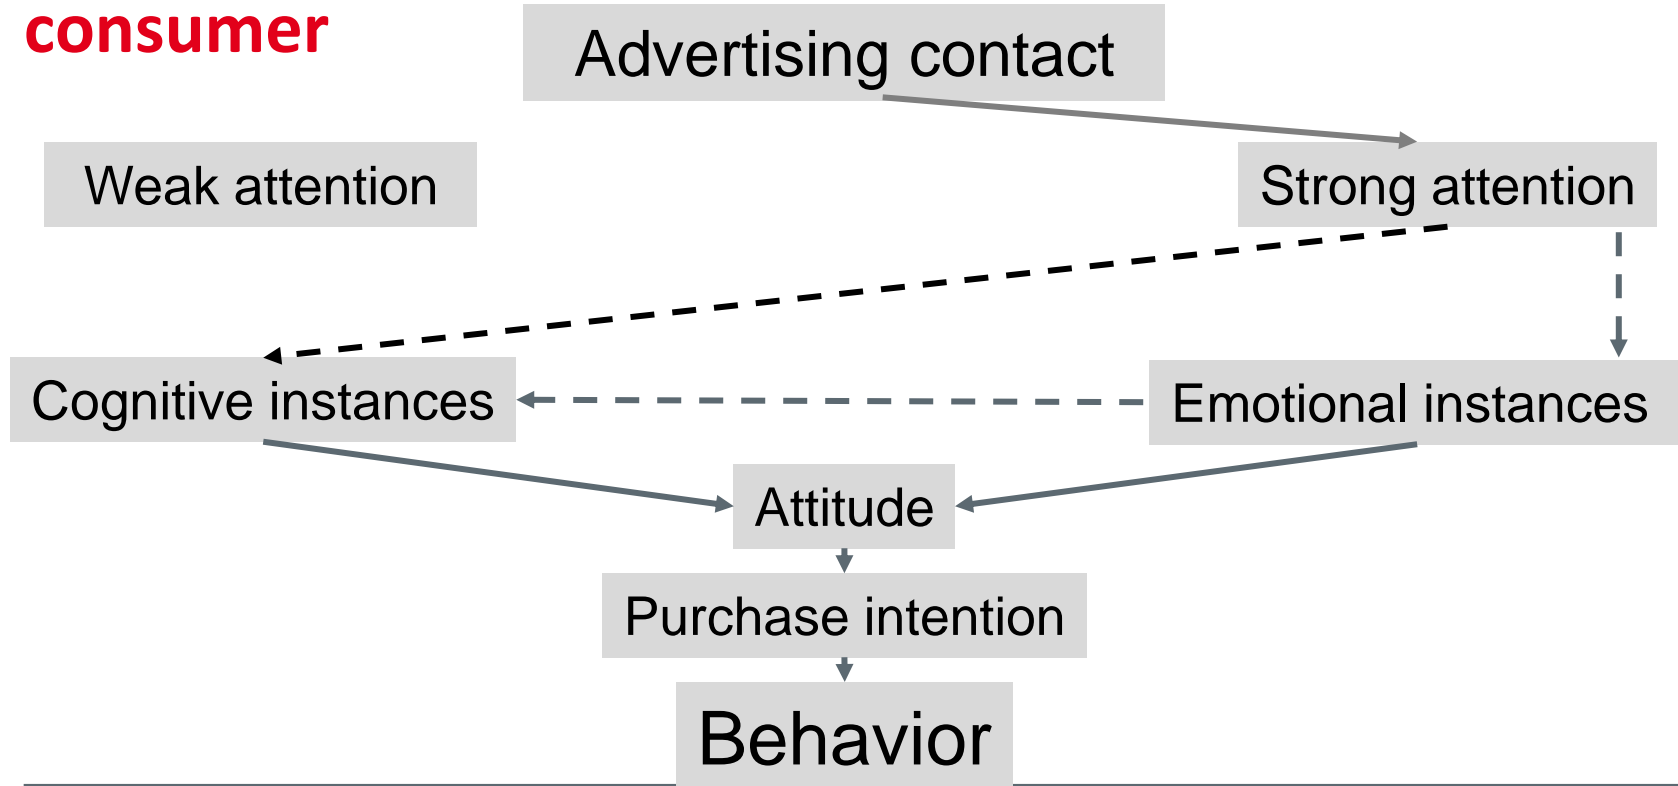 consumer
Advertising contact
Weak attention
Strong attention
Cognitive instances
Emotional instances
Attitude
Purchase intention
Behavior